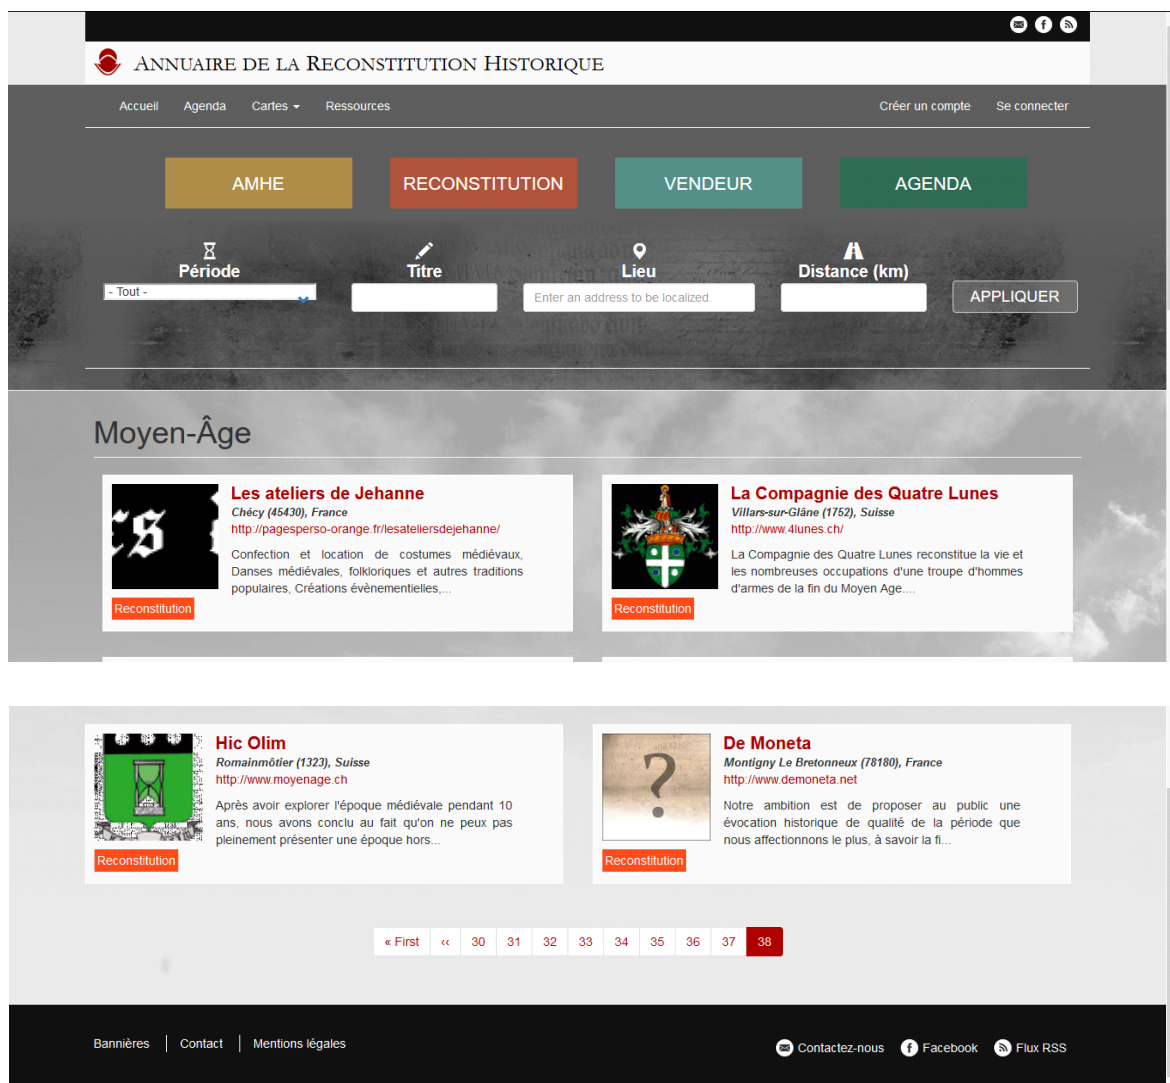 ANNUAIRE DE LA RECONSTITUTION HISTORIQUE
Accueil Agenda Cartes Ressources Créer un compte Se connecter
AMHE RECONSTITUTION VENDEUR AGENDA
Période Titre Lieu Distance (km)
- Tout - Enter an address to be localized. APPLIQUER
Moyen-Âge
Les ateliers de Jehanne
Chécy (45430), France
http://pagesperso-orange.fr/lesateliersdejehanne/
Confection et location de costumes médiévaux,
Danses médiévales, folkloriques et autres traditions
populaires, Créations évènementielles,...
Reconstitution
La Compagnie des Quatre Lunes
Villars-sur-Glâne (1752), Suisse
http://www.4lunes.ch/
La Compagnie des Quatre Lunes reconstitue la vie et
les nombreuses occupations d'une troupe d'hommes
d'armes de la fin du Moyen Age....
Reconstitution
Hic Olim
Romainmôtier (1323), Suisse
http://www.moyenage.ch
Après avoir explorer l'époque médiévale pendant 10
ans, nous avons conclu au fait qu'on ne peux pas
pleinement présenter une époque hors...
Reconstitution
?
De Moneta
Montigny Le Bretonneux (78180), France
http://www.demoneta.net
Notre ambition est de proposer au public une
évocation historique de qualité de la période que
nous affectionnons le plus, à savoir la fi...
Reconstitution
« First ‹‹ 30 31 32 33 34 35 36 37 38
Bannières Contact Mentions légales Contactez-nous Facebook Flux RSS